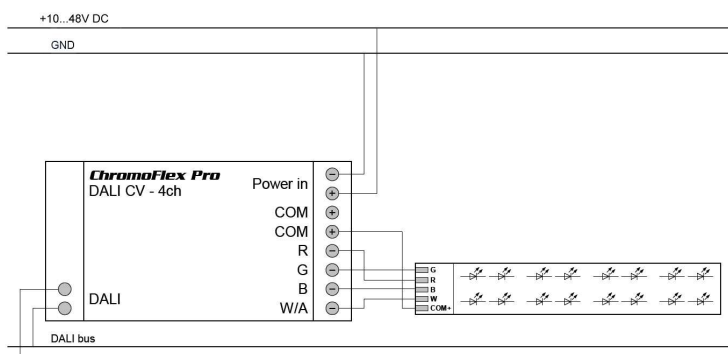 +10...48V DC
GND
ChromoFlex Pro
DALI CV - 4ch
Power in
COM
COM
R
G
B
W/A
DALI
G
R
B
W
COM+
DALI bus